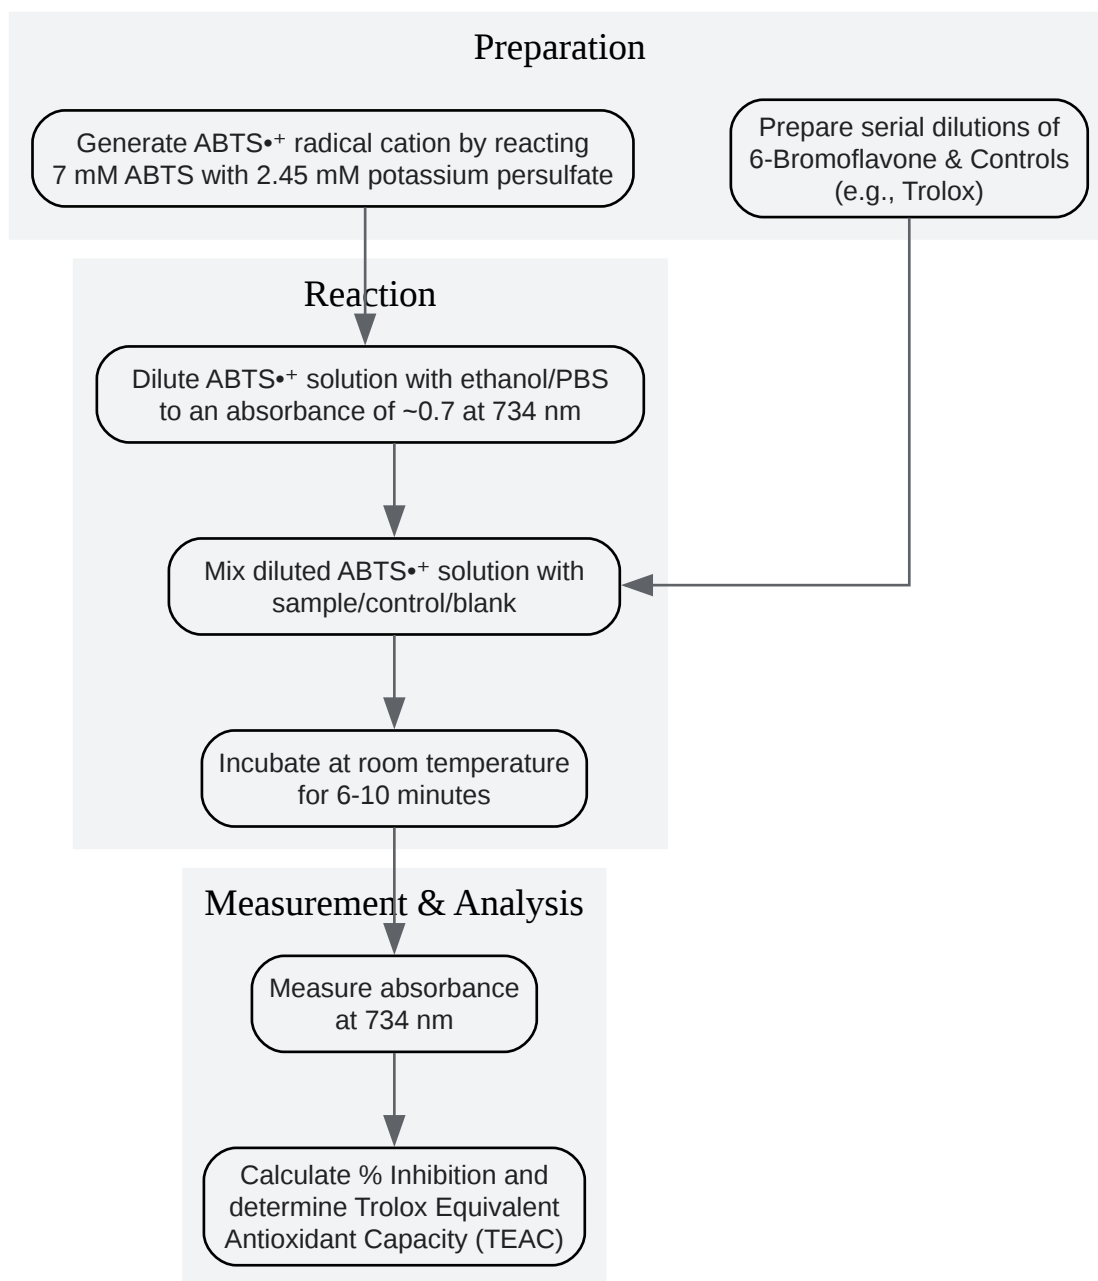 Preparation
Generate ABTS•⁺ radical cation by reacting
7 mM ABTS with 2.45 mM potassium persulfate
Prepare serial dilutions of
6-Bromoflavone & Controls
(e.g., Trolox)
Reaction
Dilute ABTS•⁺ solution with ethanol/PBS
to an absorbance of ~0.7 at 734 nm
Mix diluted ABTS•⁺ solution with
sample/control/blank
Incubate at room temperature
for 6-10 minutes
Measurement & Analysis
Measure absorbance
at 734 nm
Calculate % Inhibition and
determine Trolox Equivalent
Antioxidant Capacity (TEAC)